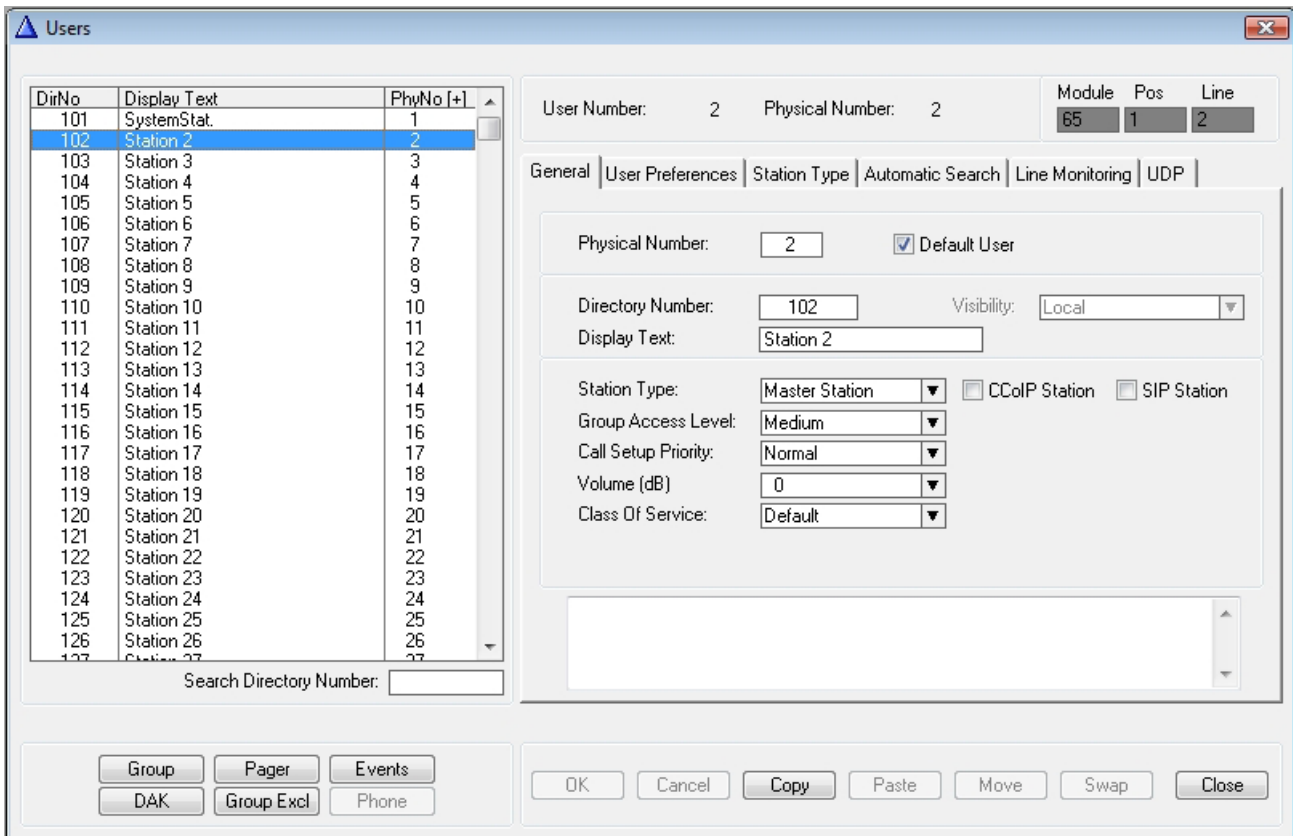 Users
DirNo Display Text PhyNo [+]
101 SystemStat. 1
102 Station 2 2
103 Station 3 3
104 Station 4 4
105 Station 5 5
106 Station 6 6
107 Station 7 7
108 Station 8 8
109 Station 9 9
110 Station 10 10
111 Station 11 11
112 Station 12 12
113 Station 13 13
114 Station 14 14
115 Station 15 15
116 Station 16 16
117 Station 17 17
118 Station 18 18
119 Station 19 19
120 Station 20 20
121 Station 21 21
122 Station 22 22
123 Station 23 23
124 Station 24 24
125 Station 25 25
126 Station 26 26
127 Station 27 27
Search Directory Number:
Group Pager Events
DAK Group Excl Phone
User Number: 2 Physical Number: 2
Module Pos Line
65 1 2
General User Preferences Station Type Automatic Search Line Monitoring UDP
Physical Number: 2 Default User
Directory Number: 102 Visibility: Local
Display Text: Station 2
Station Type: Master Station CCoIP Station SIP Station
Group Access Level: Medium
Call Setup Priority: Normal
Volume (dB) 0
Class Of Service: Default
OK Cancel Copy Paste Move Swap Close